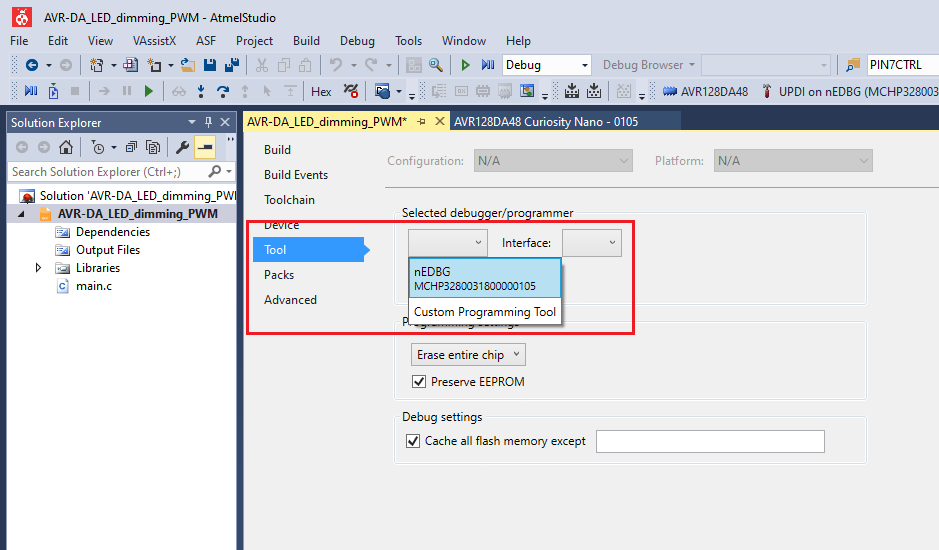 AVR-DA_LED_dimming_PWM - AtmelStudio
File Edit View VAssistX ASF Project Build Debug Tools Window Help
Debug Debug Browser PIN7CTRL
Hex AVR128DA48 UPDI on nEDBG (MCHP3280031800
Solution Explorer
AVR-DA_LED_dimming_PWM* AVR128DA48 Curiosity Nano - 0105
Search Solution Explorer (Ctrl+;)
Solution 'AVR-DA_LED_dimming_PWI
AVR-DA_LED_dimming_PWM
Dependencies
Output Files
Libraries
main.c
Build
Build Events
Toolchain
Device
Tool
Packs
Advanced
Configuration: N/A Platform: N/A
Selected debugger/programmer
Interface:
nEDBG
MCHP3280031800000105
Custom Programming Tool
Programming settings
Erase entire chip
Preserve EEPROM
Debug settings
Cache all flash memory except